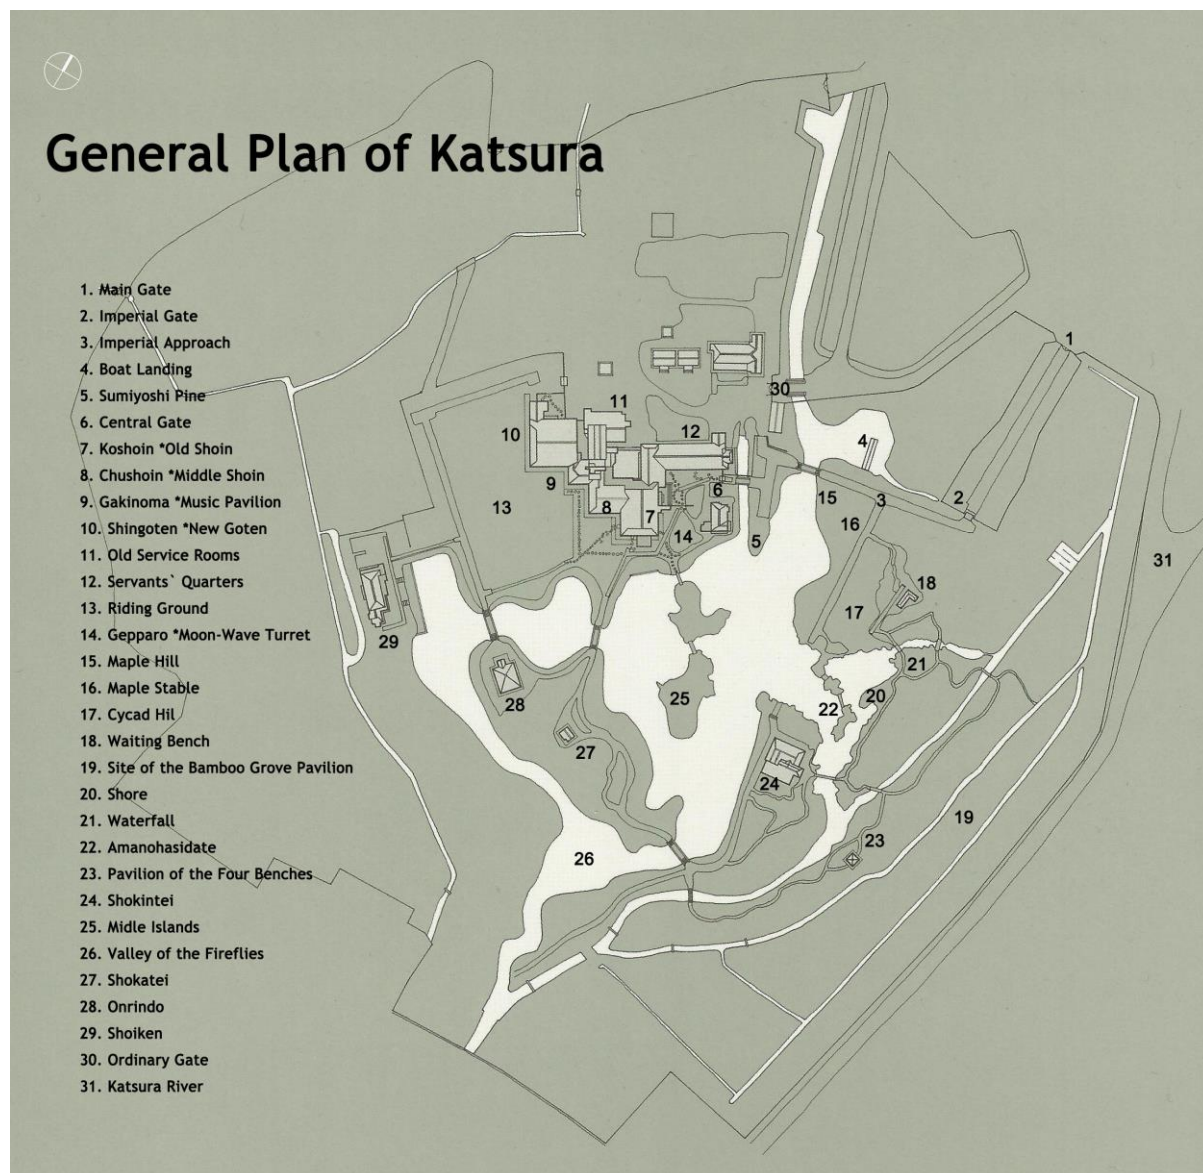 General Plan of Katsura
1. Main Gate
2. Imperial Gate
3. Imperial Approach
4. Boat Landing
5. Sumiyoshi Pine
6. Central Gate
7. Koshoin *Old Shoin
8. Chushoin *Middle Shoin
9. Gakinoma *Music Pavilion
10. Shingoten *New Goten
11. Old Service Rooms
12. Servants` Quarters
13. Riding Ground
14. Gepparo *Moon-Wave Turret
15. Maple Hill
16. Maple Stable
17. Cycad Hil
18. Waiting Bench
19. Site of the Bamboo Grove Pavilion
20. Shore
21. Waterfall
22. Amanohasidate
23. Pavilion of the Four Benches
24. Shokintei
25. Midle Islands
26. Valley of the Fireflies
27. Shokatei
28. Onrindo
29. Shoiken
30. Ordinary Gate
31. Katsura River
1
30
11
10
12
4
9
6
15
3
2
13
8
7
16
14
5
31
18
17
29
21
25
20
28
22
27
24
19
23
26